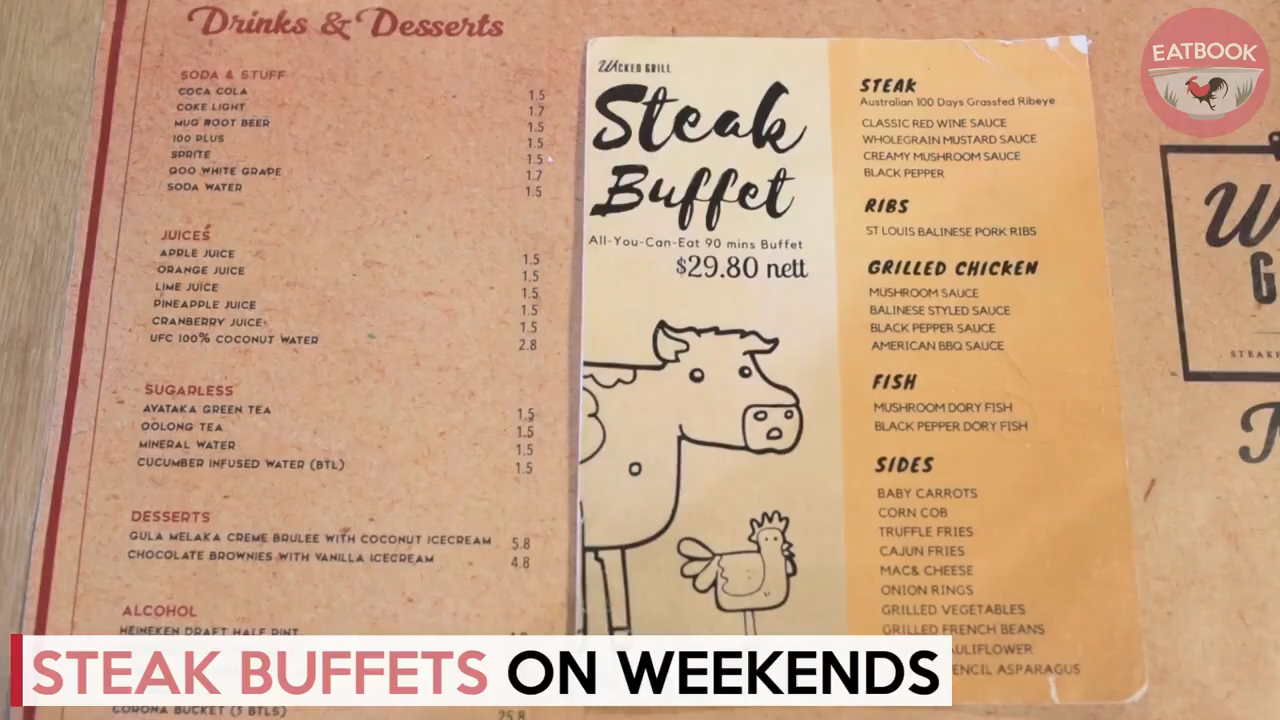 Drinks & Desserts
SODA & STUFF
COCA COLA 1.5
COKE LIGHT 1.7
MUG ROOT BEER 1.5
100 PLUS 1.5
SPRITE 1.5
QOO WHITE GRAPE 1.7
SODA WATER 1.5
JUICES
APPLE JUICE 1.5
ORANGE JUICE 1.5
LIME JUICE 1.5
PINEAPPLE JUICE 1.5
CRANBERRY JUICE 1.5
UFC 100% COCONUT WATER 2.8
SUGARLESS
AYATAKA GREEN TEA 1.5
OOLONG TEA 1.5
MINERAL WATER 1.5
CUCUMBER INFUSED WATER (BTL) 1.5
DESSERTS
GULA MELAKA CREME BRULEE WITH COCONUT ICECREAM 5.8
CHOCOLATE BROWNIES WITH VANILLA ICECREAM 4.8
ALCOHOL
HEINEKEN DRAFT HALF PINT
CORONA BUCKET (5 BTLS) 25.8
WICKED GRILL
Steak
Buffet
All-You-Can-Eat 90 mins Buffet
$29.80 nett
STEAK
Australian 100 Days Grassfed Ribeye
CLASSIC RED WINE SAUCE
WHOLEGRAIN MUSTARD SAUCE
CREAMY MUSHROOM SAUCE
BLACK PEPPER
RIBS
ST LOUIS BALINESE PORK RIBS
GRILLED CHICKEN
MUSHROOM SAUCE
BALINESE STYLED SAUCE
BLACK PEPPER SAUCE
AMERICAN BBQ SAUCE
FISH
MUSHROOM DORY FISH
BLACK PEPPER DORY FISH
SIDES
BABY CARROTS
CORN COB
TRUFFLE FRIES
CAJUN FRIES
MAC& CHEESE
ONION RINGS
GRILLED VEGETABLES
GRILLED FRENCH BEANS
ASPARAGUS
EATBOOK
STEAK BUFFETS ON WEEKENDS